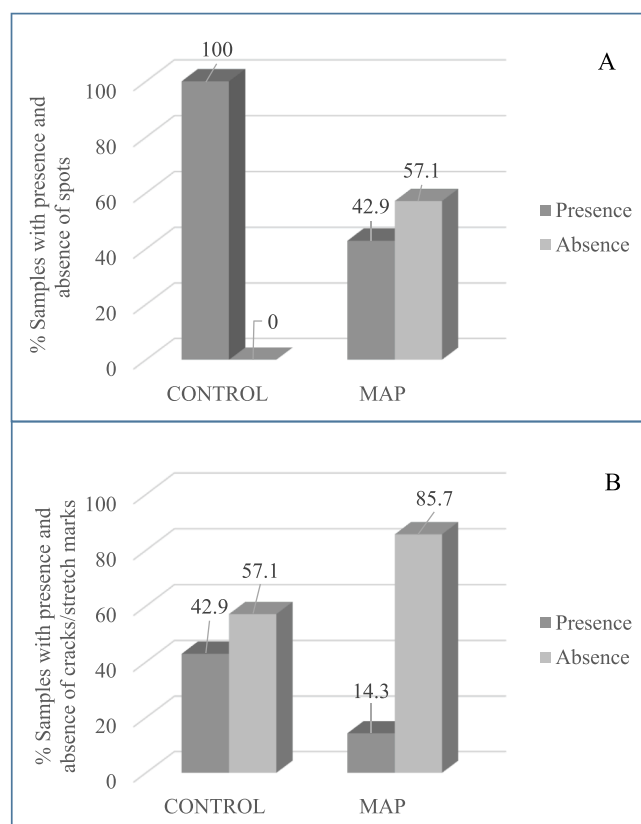 A
100
100
80
60
40
20
0
% Samples with presence and
absence of spots
0
42.9
57.1
CONTROL
MAP
Presence
Absence
B
100
80
60
40
20
0
% Samples with presence and
absence of cracks/stretch marks
42.9
57.1
14.3
85.7
CONTROL
MAP
Presence
Absence